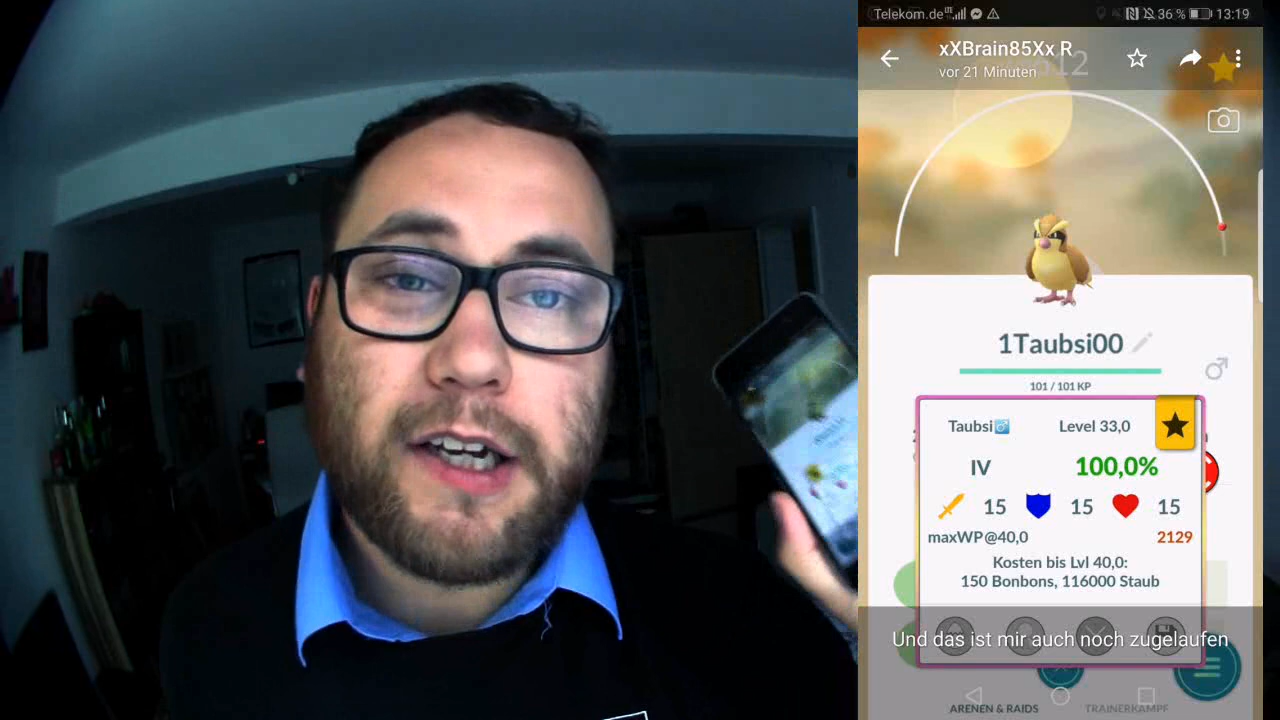 Telekom.de LTE 36 % 13:19
xXBrain85Xx R
vor 21 Minuten
1Taubsi00
101 / 101 KP
Taubsi♂ Level 33,0
IV 100,0%
15 15 15
maxWP@40,0 2129
Kosten bis Lvl 40,0:
150 Bonbons, 116000 Staub
Und das ist mir auch noch zugelaufen
ARENEN & RAIDS TRAINERKAMPF